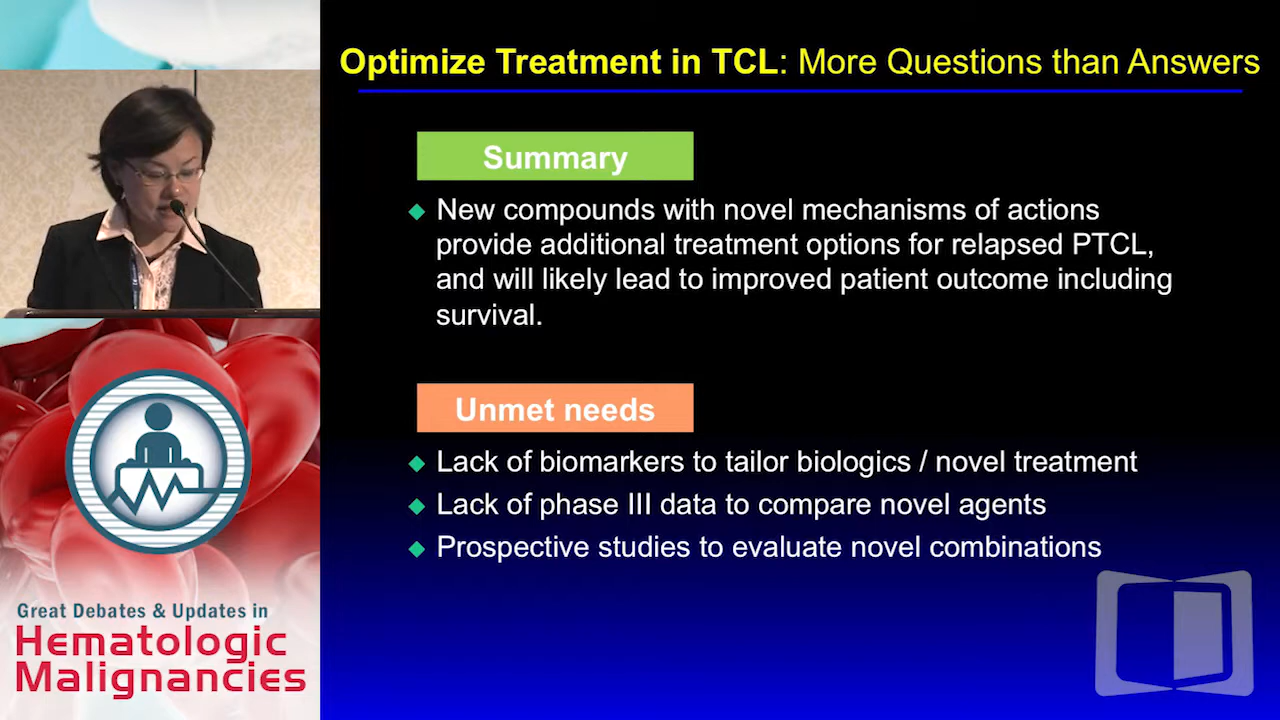 Optimize Treatment in TCL: More Questions than Answers
Summary
◆ New compounds with novel mechanisms of actions
provide additional treatment options for relapsed PTCL,
and will likely lead to improved patient outcome including
survival.
Unmet needs
◆ Lack of biomarkers to tailor biologics / novel treatment
◆ Lack of phase III data to compare novel agents
◆ Prospective studies to evaluate novel combinations
Great Debates & Updates in
Hematologic
Malignancies